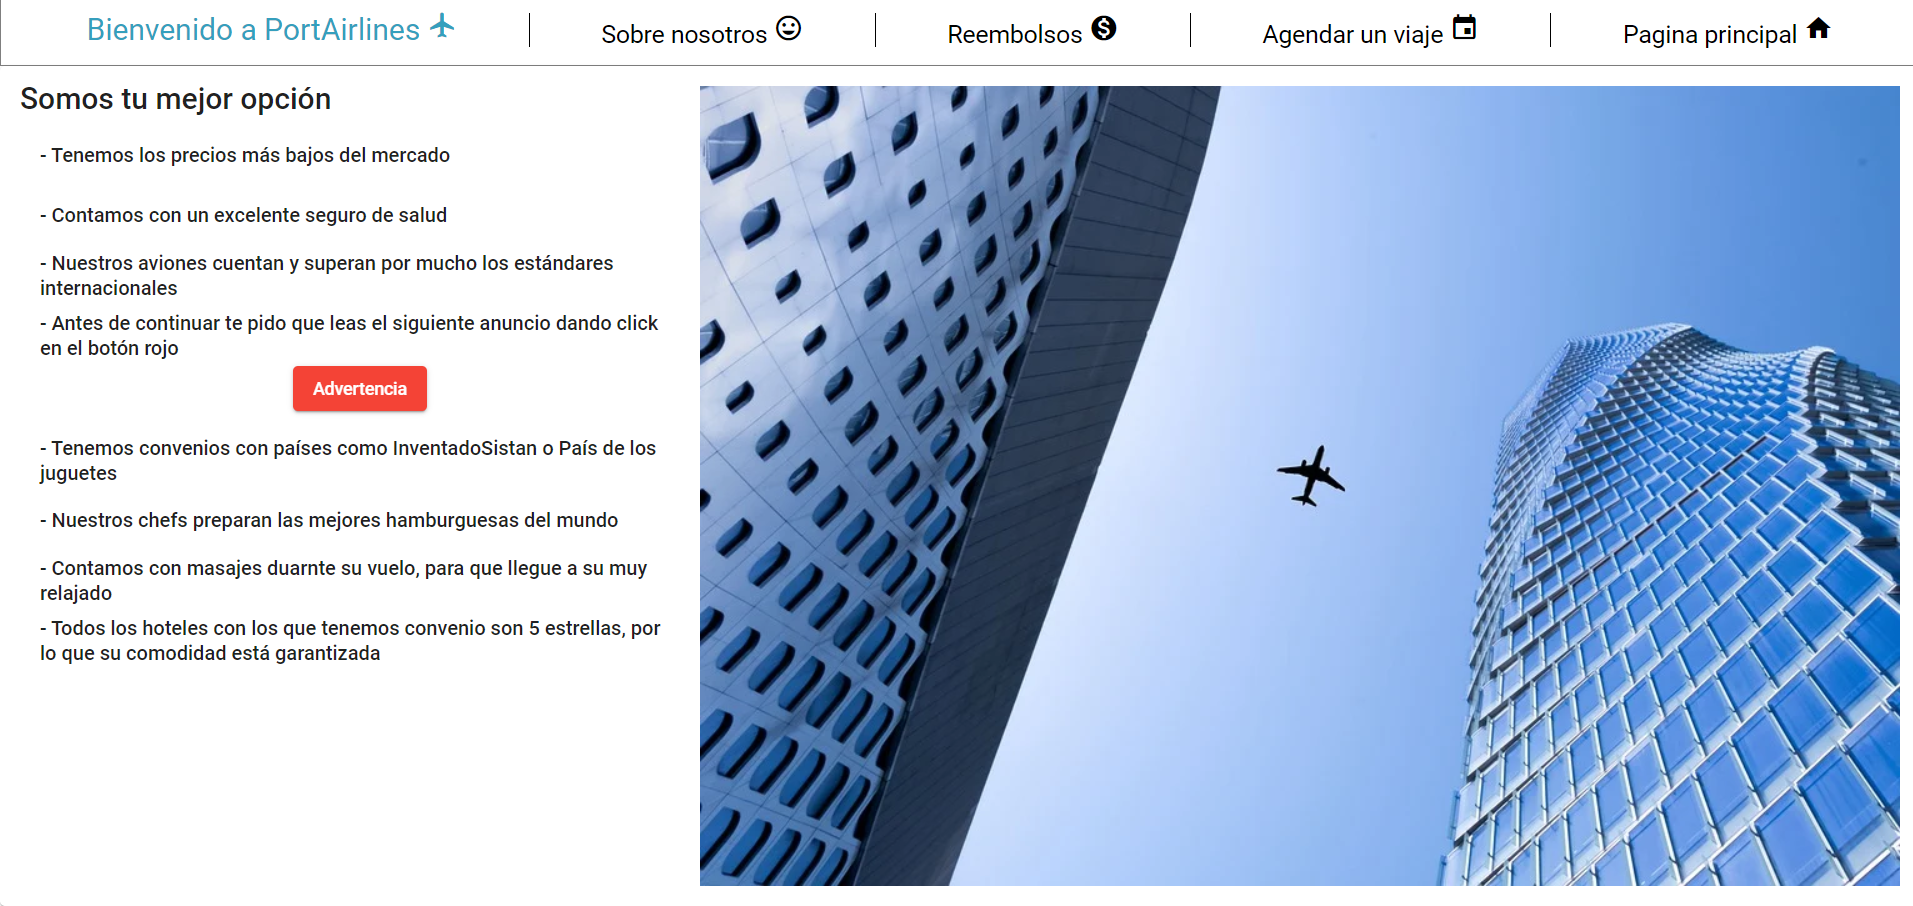 Bienvenido a PortAirlines
Sobre nosotros
Reembolsos
Agendar un viaje
Pagina principal
Somos tu mejor opción
- Tenemos los precios más bajos del mercado
- Contamos con un excelente seguro de salud
- Nuestros aviones cuentan y superan por mucho los estándares
internacionales
- Antes de continuar te pido que leas el siguiente anuncio dando click
en el botón rojo
Advertencia
- Tenemos convenios con países como InventadoSistan o País de los
juguetes
- Nuestros chefs preparan las mejores hamburguesas del mundo
- Contamos con masajes duarnte su vuelo, para que llegue a su muy
relajado
- Todos los hoteles con los que tenemos convenio son 5 estrellas, por
lo que su comodidad está garantizada